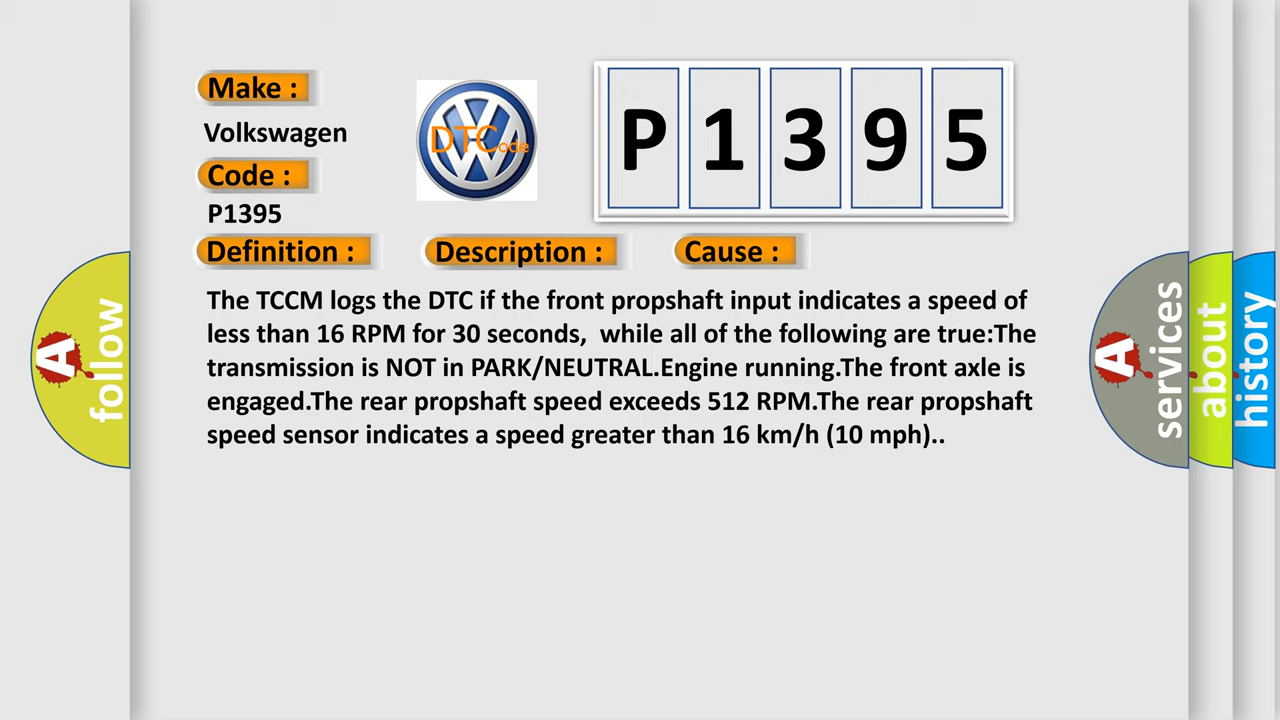 Make :
Volkswagen
Code :
P1395
DTCode
P1395
Definition :
Description :
Cause :
The TCCM logs the DTC if the front propshaft input indicates a speed of
less than 16 RPM for 30 seconds,  while all of the following are true:The
transmission is NOT in PARK/NEUTRAL.Engine running.The front axle is
engaged.The rear propshaft speed exceeds 512 RPM.The rear propshaft
speed sensor indicates a speed greater than 16 km/h (10 mph)..
A follow
A services
about
history